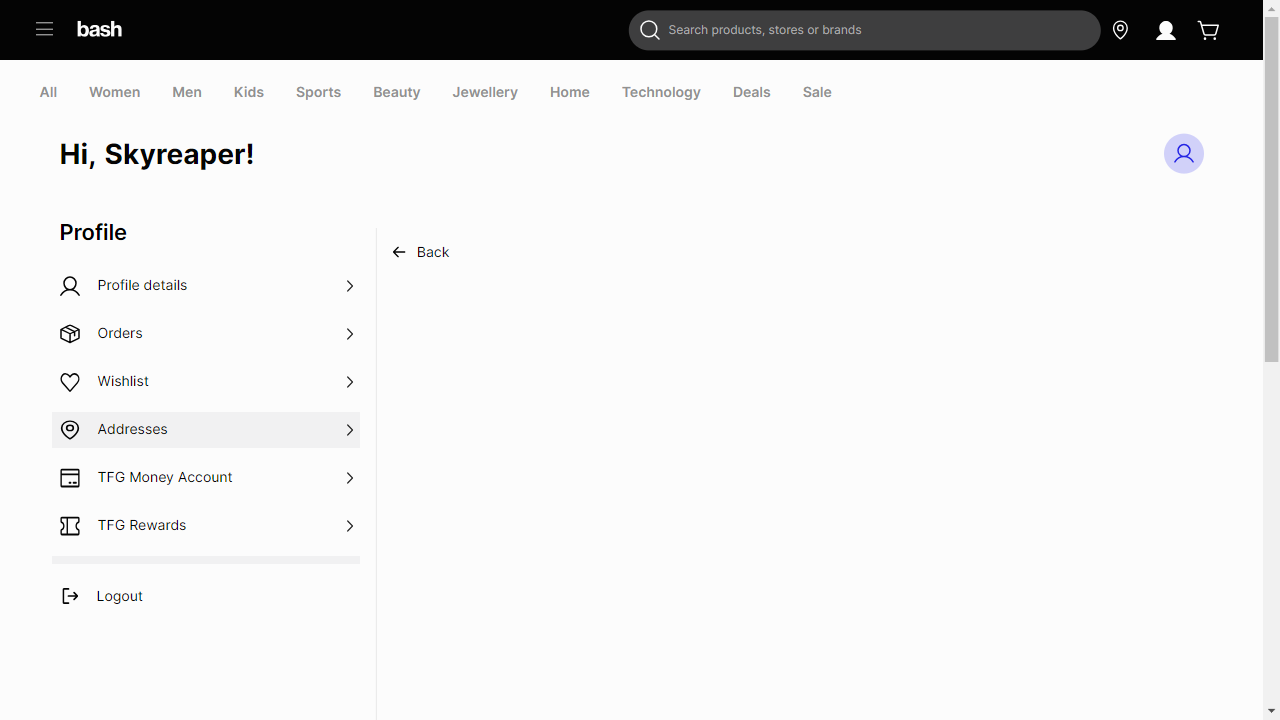 bash
Search products, stores or brands
All Women Men Kids Sports Beauty Jewellery Home Technology Deals Sale
Hi, Skyreaper!
Profile
Back
Profile details
Orders
Wishlist
Addresses
TFG Money Account
TFG Rewards
Logout